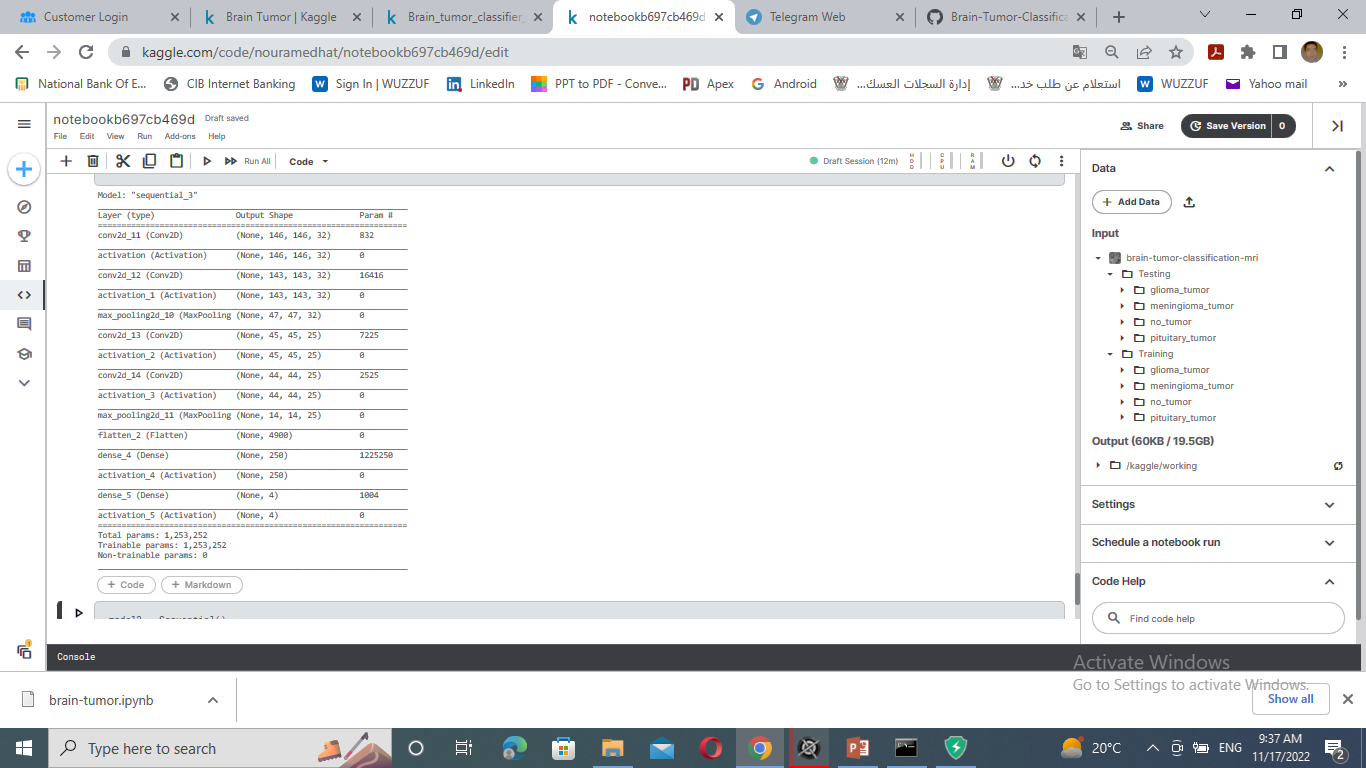 Customer Login
Brain Tumor | Kaggle
Brain_tumor_classifier_
notebookb697cb469d
Telegram Web
Brain-Tumor-Classifica
kaggle.com/code/nouramedhat/notebookb697cb469d/edit
National Bank Of E...
CIB Internet Banking
Sign In | WUZZUF
LinkedIn
PPT to PDF - Conve...
Apex
Android
إدارة السجلات العسك...
استعلام عن طلب خد...
WUZZUF
Yahoo mail
»
notebookb697cb469d Draft saved
File Edit View Run Add-ons Help
Share
Save Version 0
Run All Code
Draft Session (12m) HDD CPU RAM
Model: "sequential_3"
Layer (type) Output Shape Param #
conv2d_11 (Conv2D) (None, 146, 146, 32) 832
activation (Activation) (None, 146, 146, 32) 0
conv2d_12 (Conv2D) (None, 143, 143, 32) 16416
activation_1 (Activation) (None, 143, 143, 32) 0
max_pooling2d_10 (MaxPooling (None, 47, 47, 32) 0
conv2d_13 (Conv2D) (None, 45, 45, 25) 7225
activation_2 (Activation) (None, 45, 45, 25) 0
conv2d_14 (Conv2D) (None, 44, 44, 25) 2525
activation_3 (Activation) (None, 44, 44, 25) 0
max_pooling2d_11 (MaxPooling (None, 14, 14, 25) 0
flatten_2 (Flatten) (None, 4900) 0
dense_4 (Dense) (None, 250) 1225250
activation_4 (Activation) (None, 250) 0
dense_5 (Dense) (None, 4) 1004
activation_5 (Activation) (None, 4) 0
Total params: 1,253,252
Trainable params: 1,253,252
Non-trainable params: 0
+ Code + Markdown
Console
Data
+ Add Data
Input
brain-tumor-classification-mri
Testing
glioma_tumor
meningioma_tumor
no_tumor
pituitary_tumor
Training
glioma_tumor
meningioma_tumor
no_tumor
pituitary_tumor
Output (60KB / 19.5GB)
/kaggle/working
Settings
Schedule a notebook run
Code Help
Find code help
Activate Windows
Go to Settings to activate Windows.
brain-tumor.ipynb
Show all
Type here to search
20°C
ENG
9:37 AM
11/17/2022
2